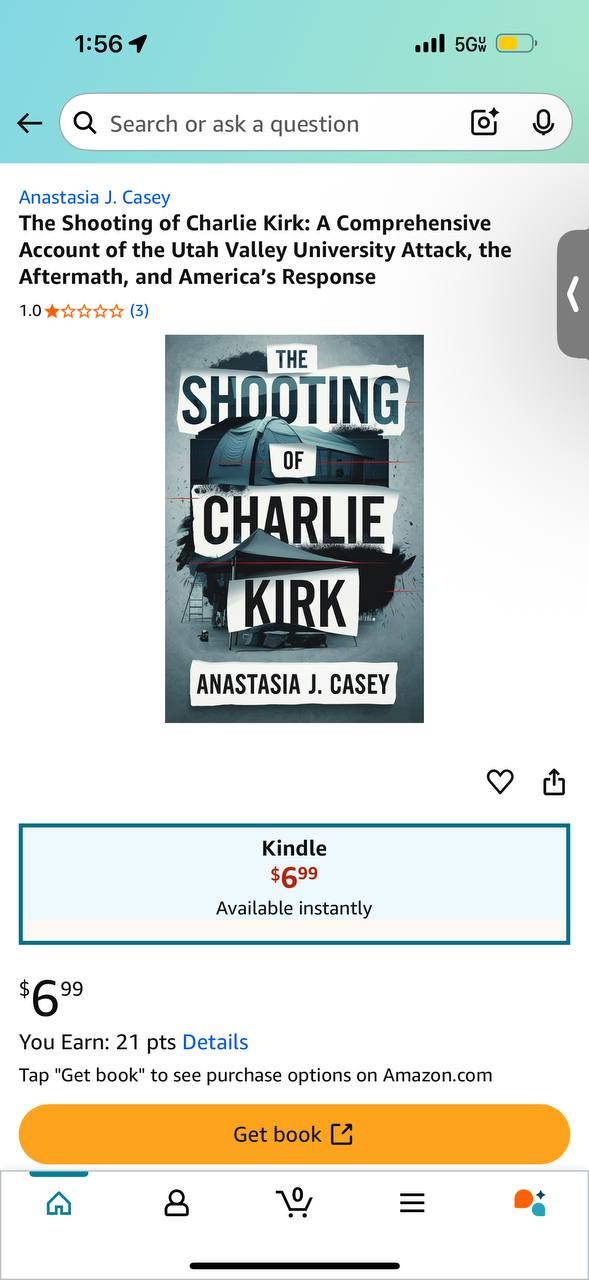 1:56
5GUW
Search or ask a question
Anastasia J. Casey
The Shooting of Charlie Kirk: A Comprehensive
Account of the Utah Valley University Attack, the
Aftermath, and America's Response
1.0 (3)
THE
SHOOTING
OF
CHARLIE
KIRK
ANASTASIA J. CASEY
Kindle
$699
Available instantly
$6 99
You Earn: 21 pts Details
Tap "Get book" to see purchase options on Amazon.com
Get book
0